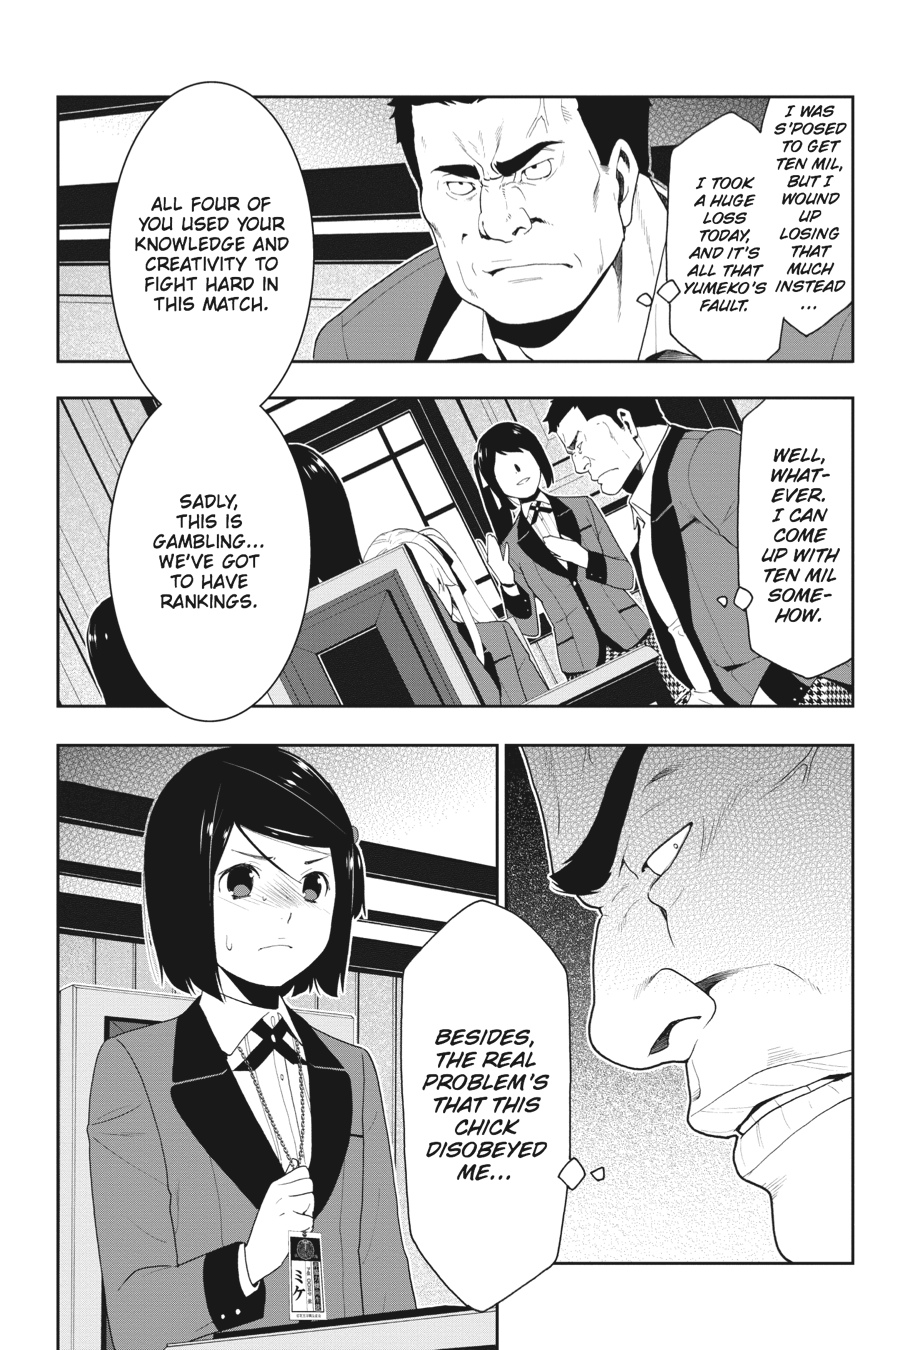 I WAS
S'POSED
TO GET
TEN MIL,
BUT I
WOUND
UP
LOSING
THAT
MUCH
INSTEAD
...
I TOOK
A HUGE
LOSS
TODAY,
AND IT'S
ALL THAT
YUMEKO'S
FAULT.
ALL FOUR OF
YOU USED YOUR
KNOWLEDGE AND
CREATIVITY TO
FIGHT HARD IN
THIS MATCH.
WELL,
WHAT-
EVER.
I CAN
COME
UP WITH
TEN MIL
SOME-
HOW.
SADLY,
THIS IS
GAMBLING...
WE'VE GOT
TO HAVE
RANKINGS.
BESIDES,
THE REAL
PROBLEM'S
THAT THIS
CHICK
DISOBEYED
ME...
ミケ